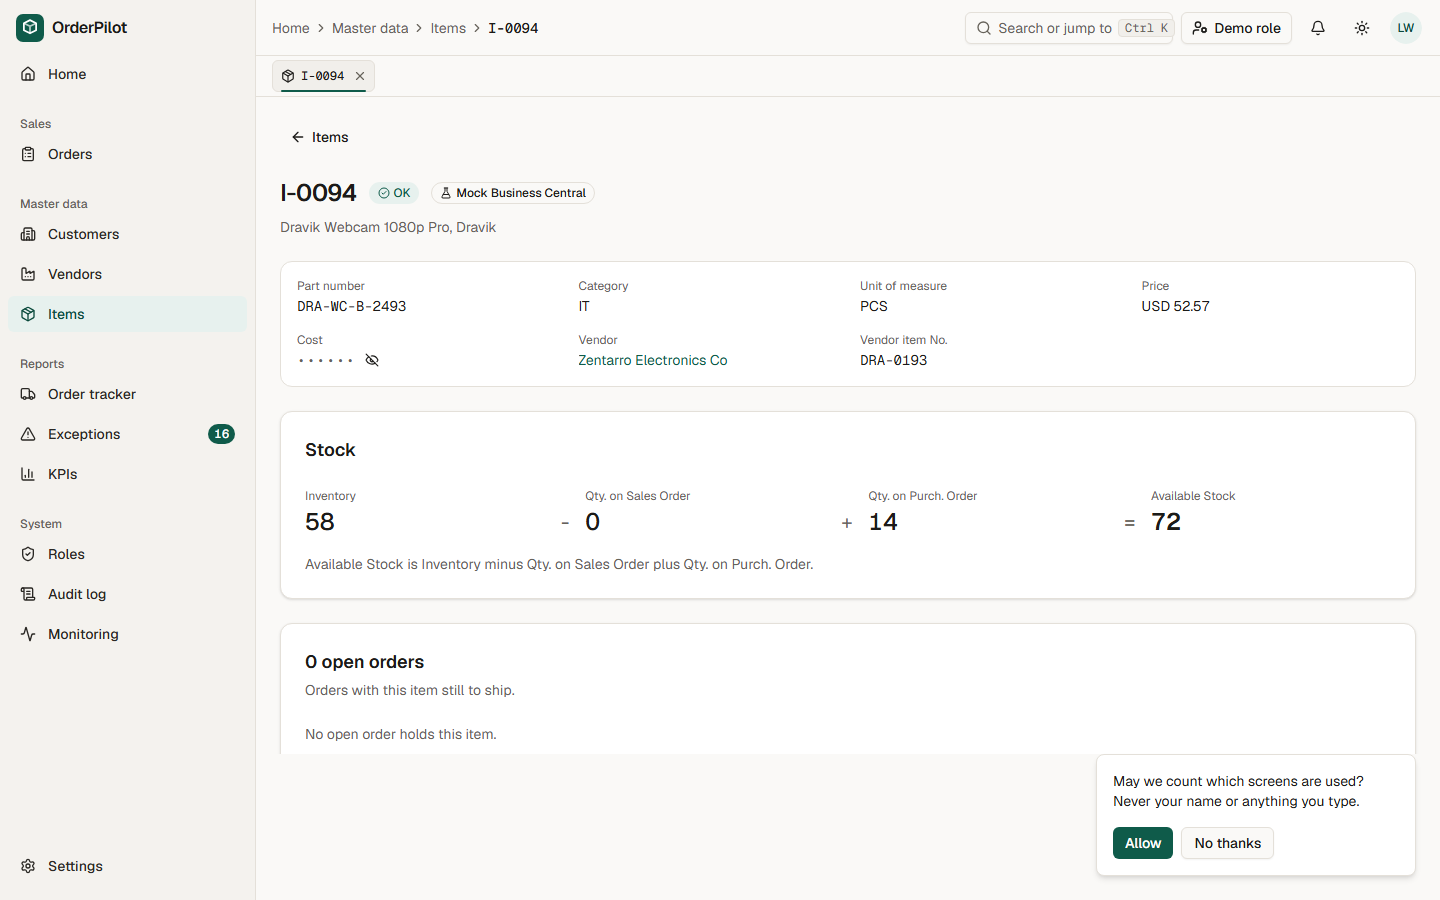 OrderPilot
Home
Sales
Orders
Master data
Customers
Vendors
Items
Reports
Order tracker
Exceptions 16
KPIs
System
Roles
Audit log
Monitoring
Settings
Home > Master data > Items > I-0094
Search or jump to Ctrl K
Demo role
LW
I-0094
Items
I-0094 OK Mock Business Central
Dravik Webcam 1080p Pro, Dravik
Part number Category Unit of measure Price
DRA-WC-B-2493 IT PCS USD 52.57
Cost Vendor Vendor item No.
•••••• Zentarro Electronics Co DRA-0193
Stock
Inventory Qty. on Sales Order Qty. on Purch. Order Available Stock
58 - 0 + 14 = 72
Available Stock is Inventory minus Qty. on Sales Order plus Qty. on Purch. Order.
0 open orders
Orders with this item still to ship.
No open order holds this item.
May we count which screens are used?
Never your name or anything you type.
Allow No thanks